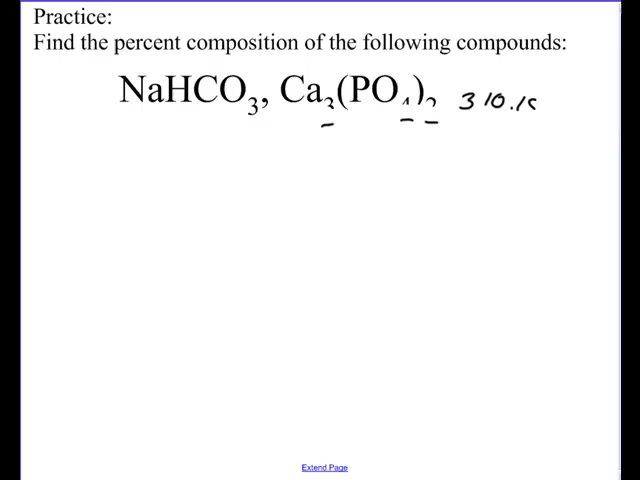 Practice:
Find the percent composition of the following compounds:
NaHCO₃, Ca₃(PO₄)₂ 310.18
Extend Page